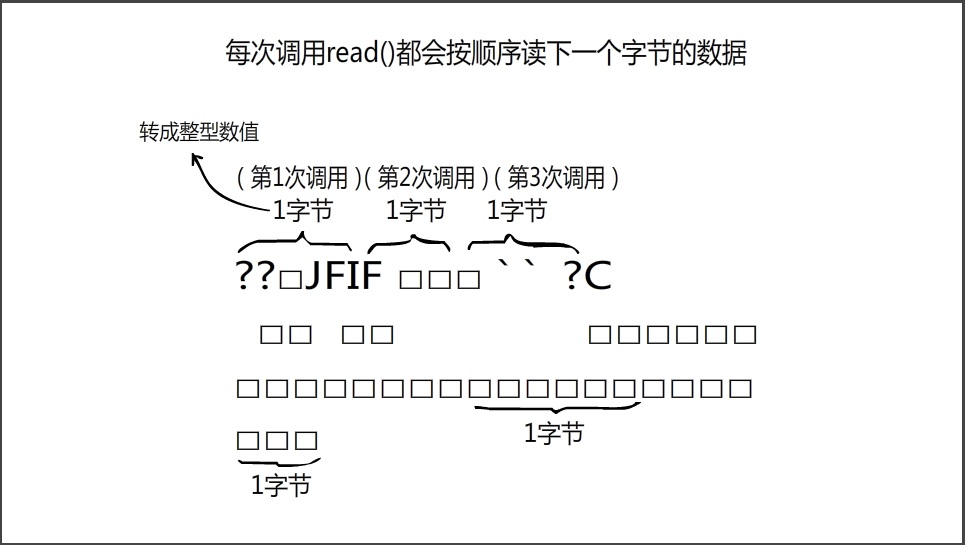 每次调用read()都会按顺序读下一个字节的数据
转成整型数值
(第1次调用)(第2次调用)(第3次调用)
1字节 1字节 1字节
??□JFIF □□□ `` ?C
□□ □□ □□□□□□
□□□□□□□□□□□□□□□□□□
1字节
□□□
1字节